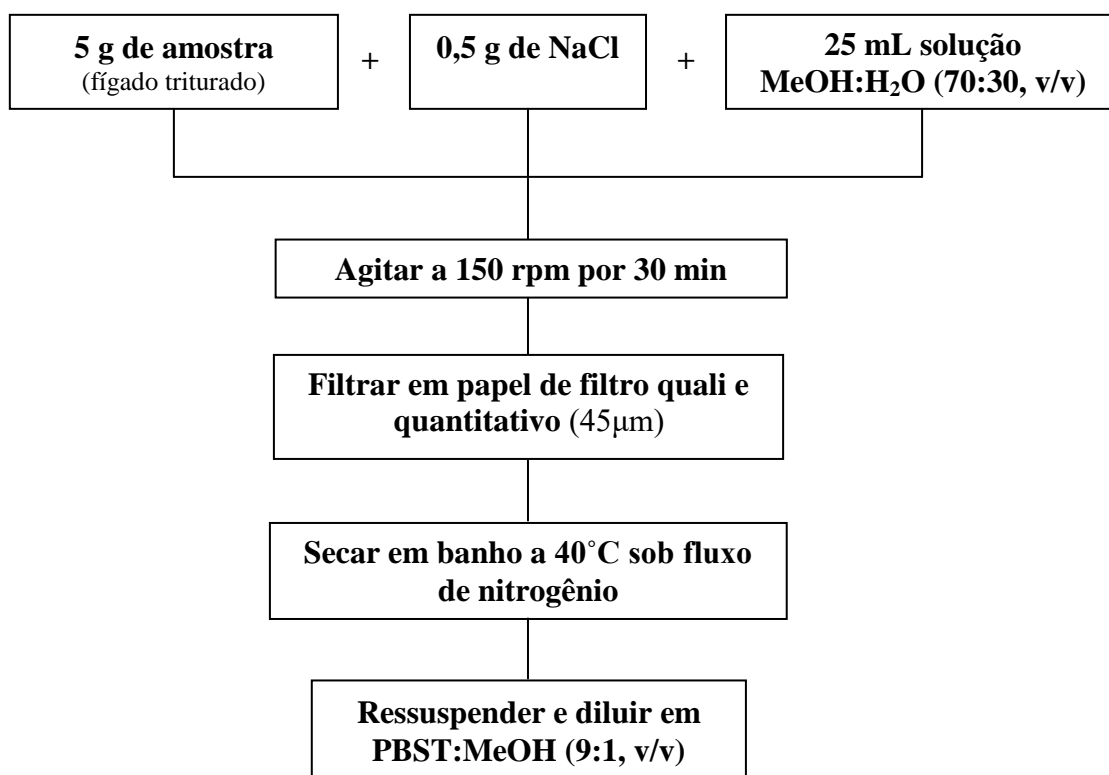 5 g de amostra
(fígado triturado)
+
0,5 g de NaCl
+
25 mL solução
MeOH:H₂O (70:30, v/v)
Agitar a 150 rpm por 30 min
Filtrar em papel de filtro quali e
quantitativo (45μm)
Secar em banho a 40˚C sob fluxo
de nitrogênio
Ressuspender e diluir em
PBST:MeOH (9:1, v/v)